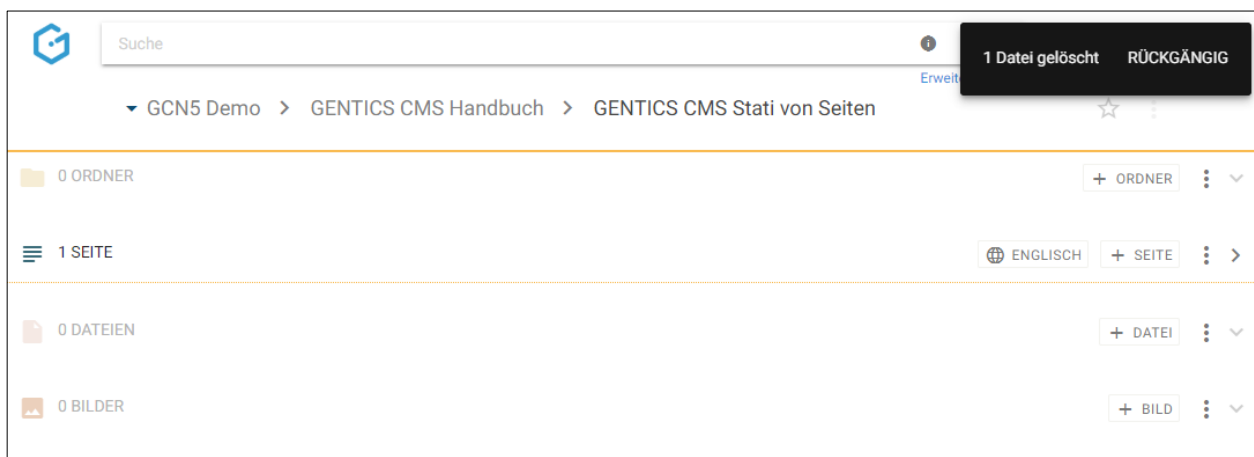 Suche
1 Datei gelöscht RÜCKGÄNGIG
GCN5 Demo > GENTICS CMS Handbuch > GENTICS CMS Stati von Seiten
0 ORDNER + ORDNER
1 SEITE ENGLISCH + SEITE
0 DATEIEN + DATEI
0 BILDER + BILD